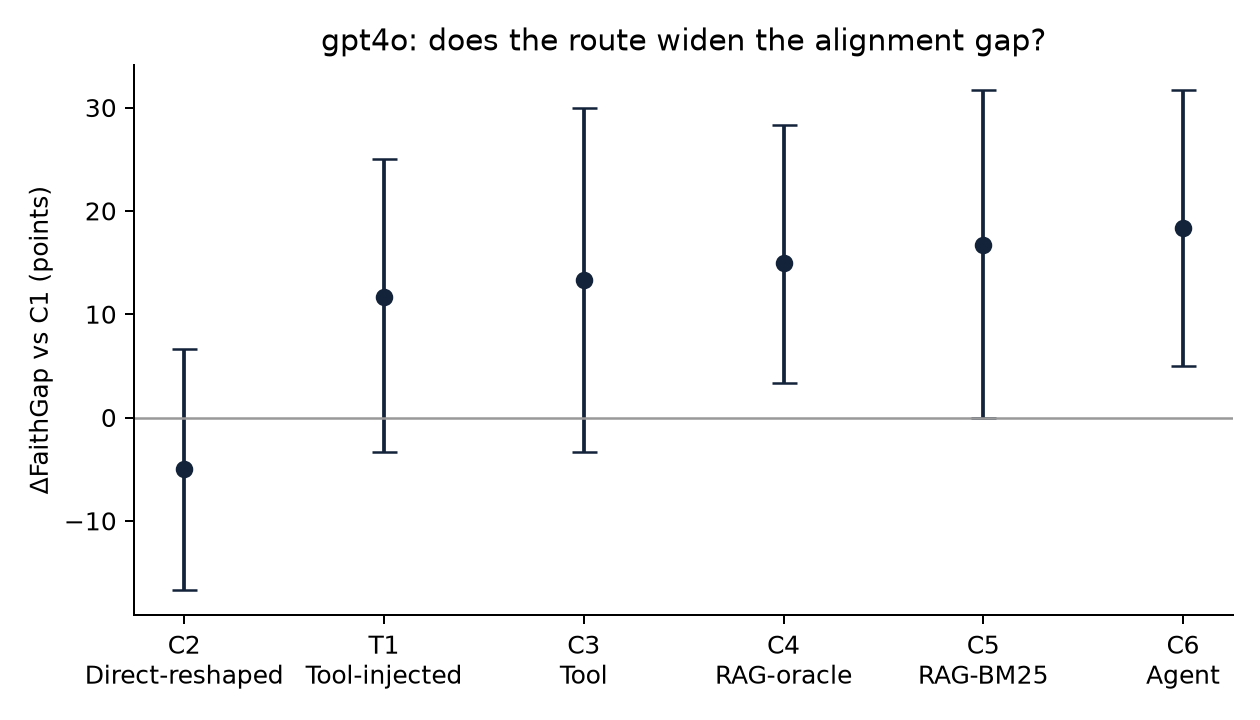 gpt4o: does the route widen the alignment gap?
ΔFaithGap vs C1 (points)
30
20
10
0
−10
C2
Direct-reshaped
T1
Tool-injected
C3
Tool
C4
RAG-oracle
C5
RAG-BM25
C6
Agent